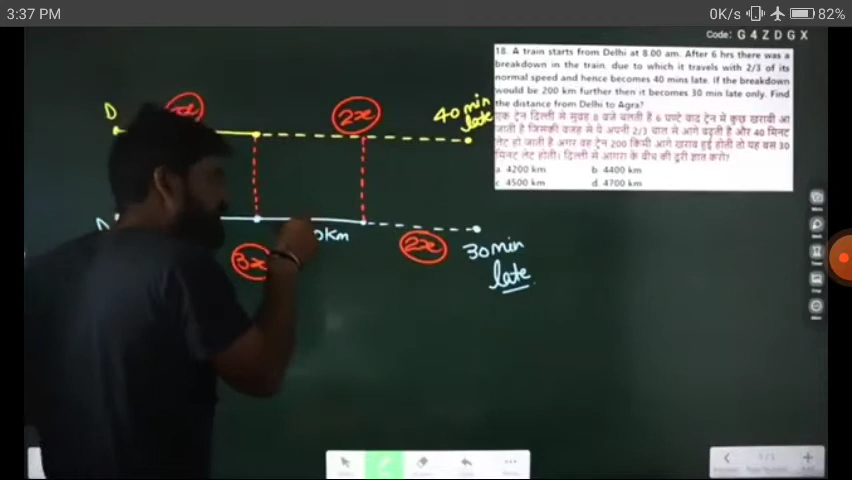 3:37 PM
0K/s 82%
Code: G 4 Z D G X
18. A train starts from Delhi at 8.00 am. After 6 hrs there was a
breakdown in the train due to which it travels with 2/3 of its
normal speed and hence becomes 40 mins late. If the breakdown
would be 200 km further then it becomes 30 min late only. Find
the distance from Delhi to Agra?
एक ट्रेन दिल्ली से सुबह 8 बजे चलती है 6 घण्टे बाद ट्रेन मे कुछ खराबी आ
जाती है जिसकी वजह से ये अपनी 2/3 चाल से आगे बढ़ती है और 40 मिनट
लेट हो जाती है अगर वह ट्रेन 200 किमी आगे खराब हुई होती तो यह बस 30
मिनट लेट होती। दिल्ली से आगरा के बीच की दूरी ज्ञात करो?
a. 4200 km b. 4400 km
c. 4500 km d. 4700 km
D
2x
40 min
late
0Km
3x
2x
30min
late
1/1